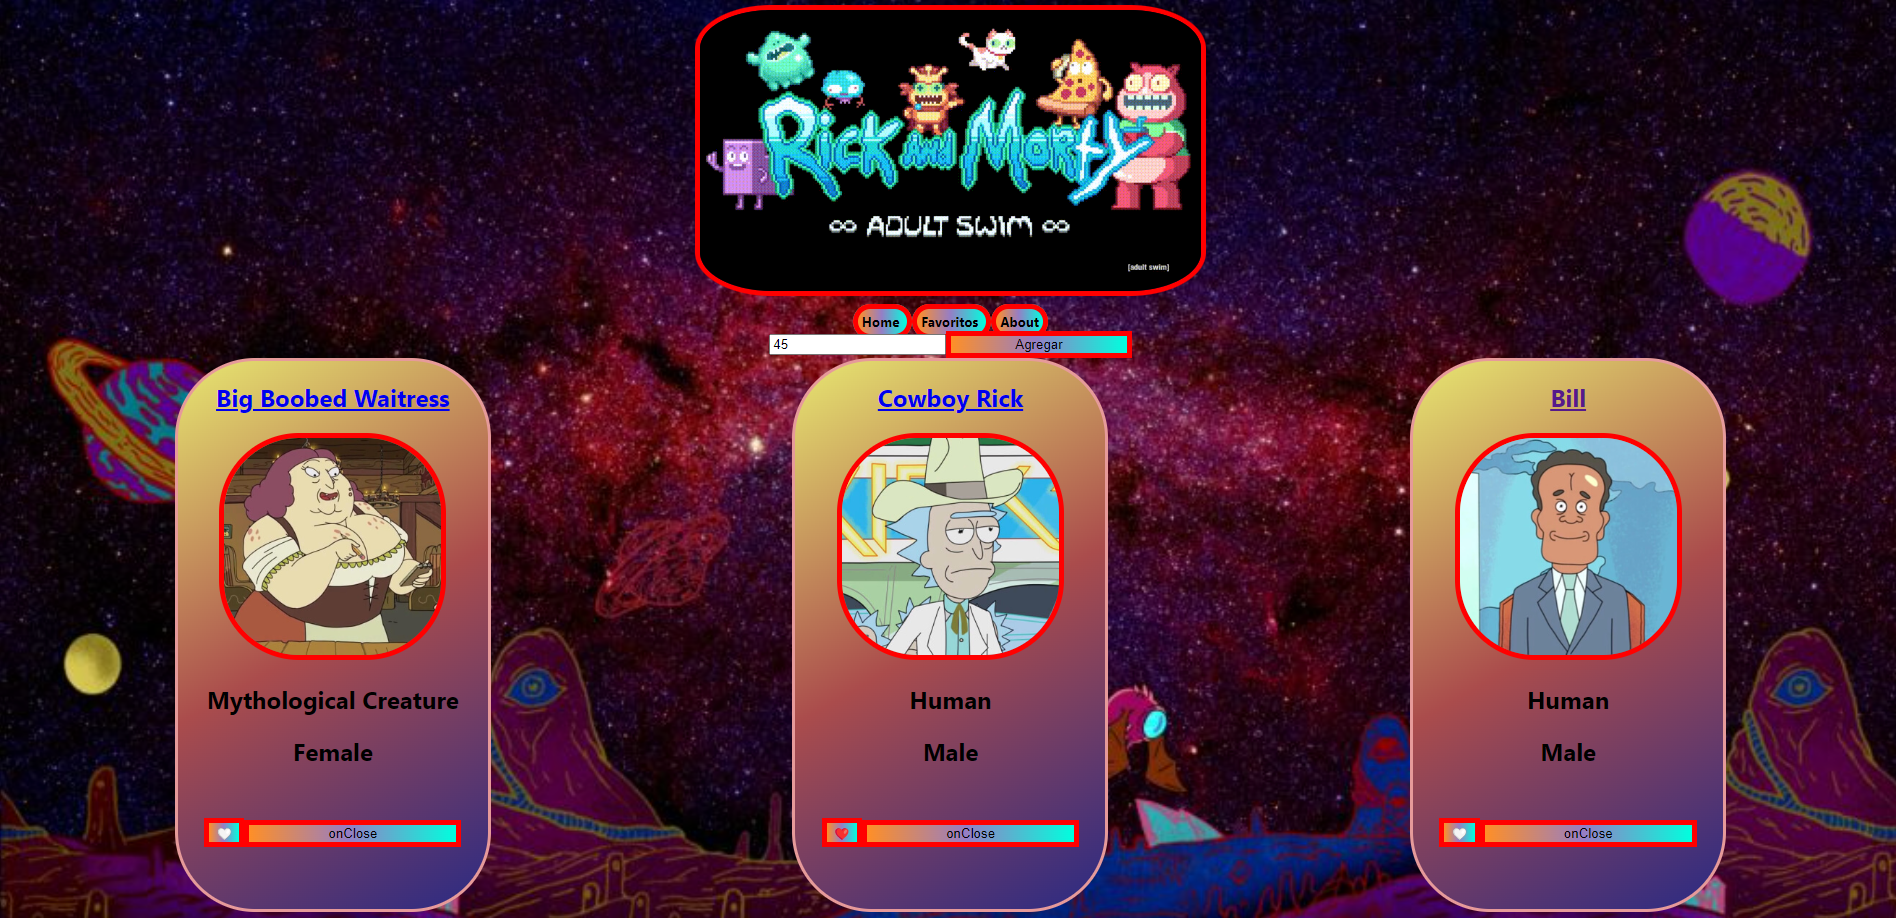 Rick and Morty
∞ ADULT SWIM ∞
[adult swim]
Home Favoritos About
45 Agregar
Big Boobed Waitress
Mythological Creature
Female
onClose
Cowboy Rick
Human
Male
onClose
Bill
Human
Male
onClose